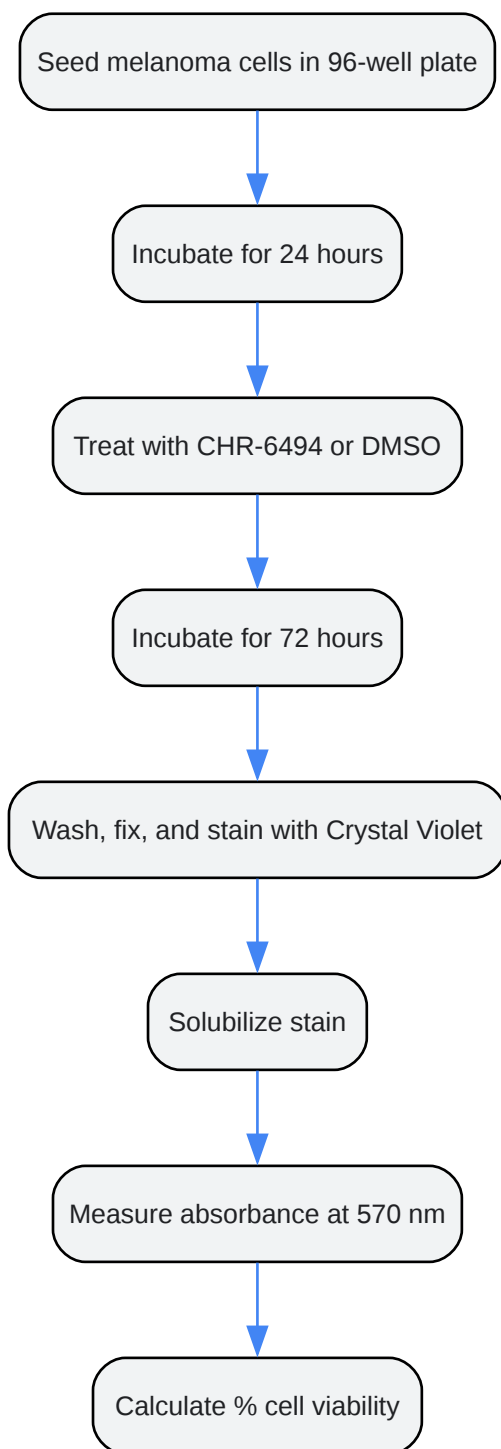 Seed melanoma cells in 96-well plate
Incubate for 24 hours
Treat with CHR-6494 or DMSO
Incubate for 72 hours
Wash, fix, and stain with Crystal Violet
Solubilize stain
Measure absorbance at 570 nm
Calculate % cell viability